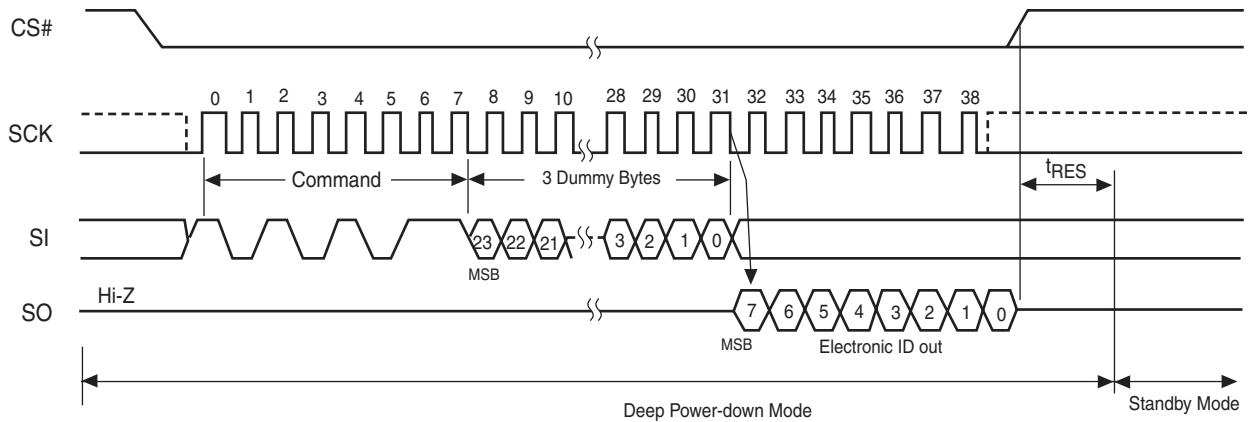 CS#
0 1 2 3 4 5 6 7 8 9 10 28 29 30 31 32 33 34 35 36 37 38
SCK
Command
3 Dummy Bytes
tRES
SI
23 22 21 3 2 1 0
MSB
Hi-Z
SO
7 6 5 4 3 2 1 0
MSB
Electronic ID out
Deep Power-down Mode
Standby Mode